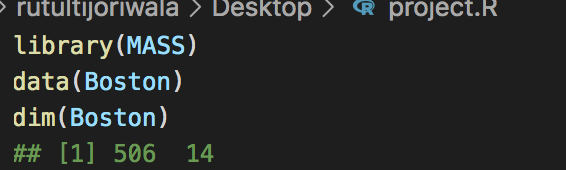 rutultijoriwala > Desktop > project.R
library(MASS)
data(Boston)
dim(Boston)
## [1] 506  14